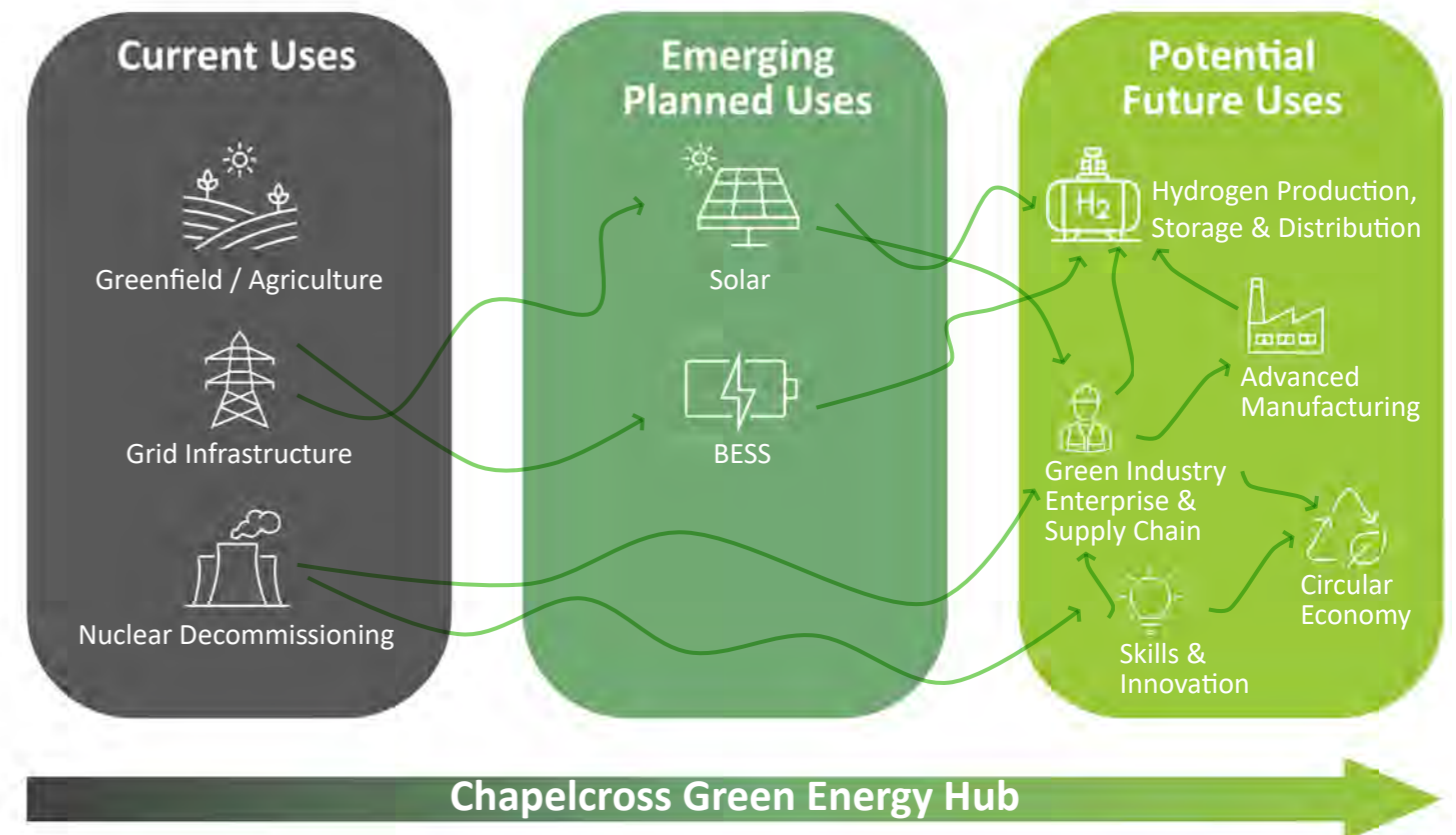 Current Uses
Greenfield / Agriculture
Grid Infrastructure
Nuclear Decommissioning
Emerging
Planned Uses
Solar
BESS
Potential
Future Uses
H2
Hydrogen Production,
Storage & Distribution
Advanced
Manufacturing
Green Industry
Enterprise &
Supply Chain
Circular
Economy
Skills &
Innovation
Chapelcross Green Energy Hub